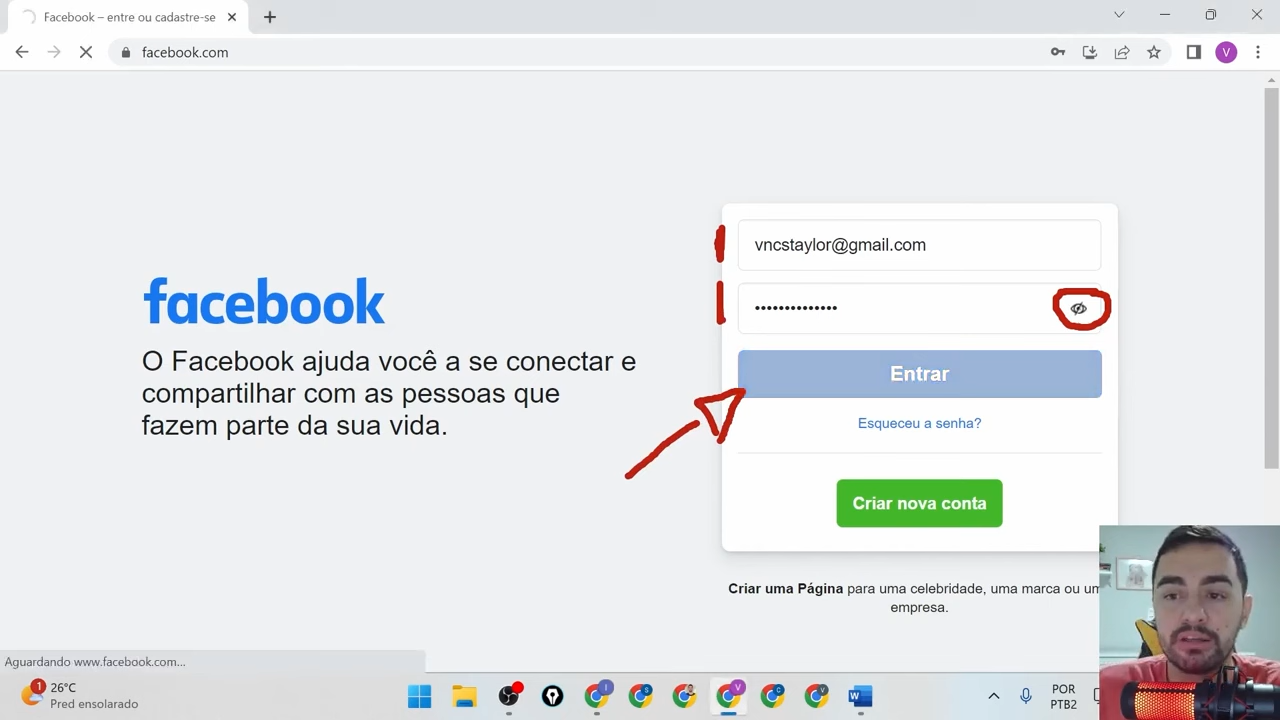 Facebook – entre ou cadastre-se
facebook.com
V
facebook
O Facebook ajuda você a se conectar e
compartilhar com as pessoas que
fazem parte da sua vida.
vncstaylor@gmail.com
••••••••••••••
Entrar
Esqueceu a senha?
Criar nova conta
Criar uma Página para uma celebridade, uma marca ou um
empresa.
Aguardando www.facebook.com...
1
26°C
Pred ensolarado
I
S
V
C
V
W
POR
PTB2